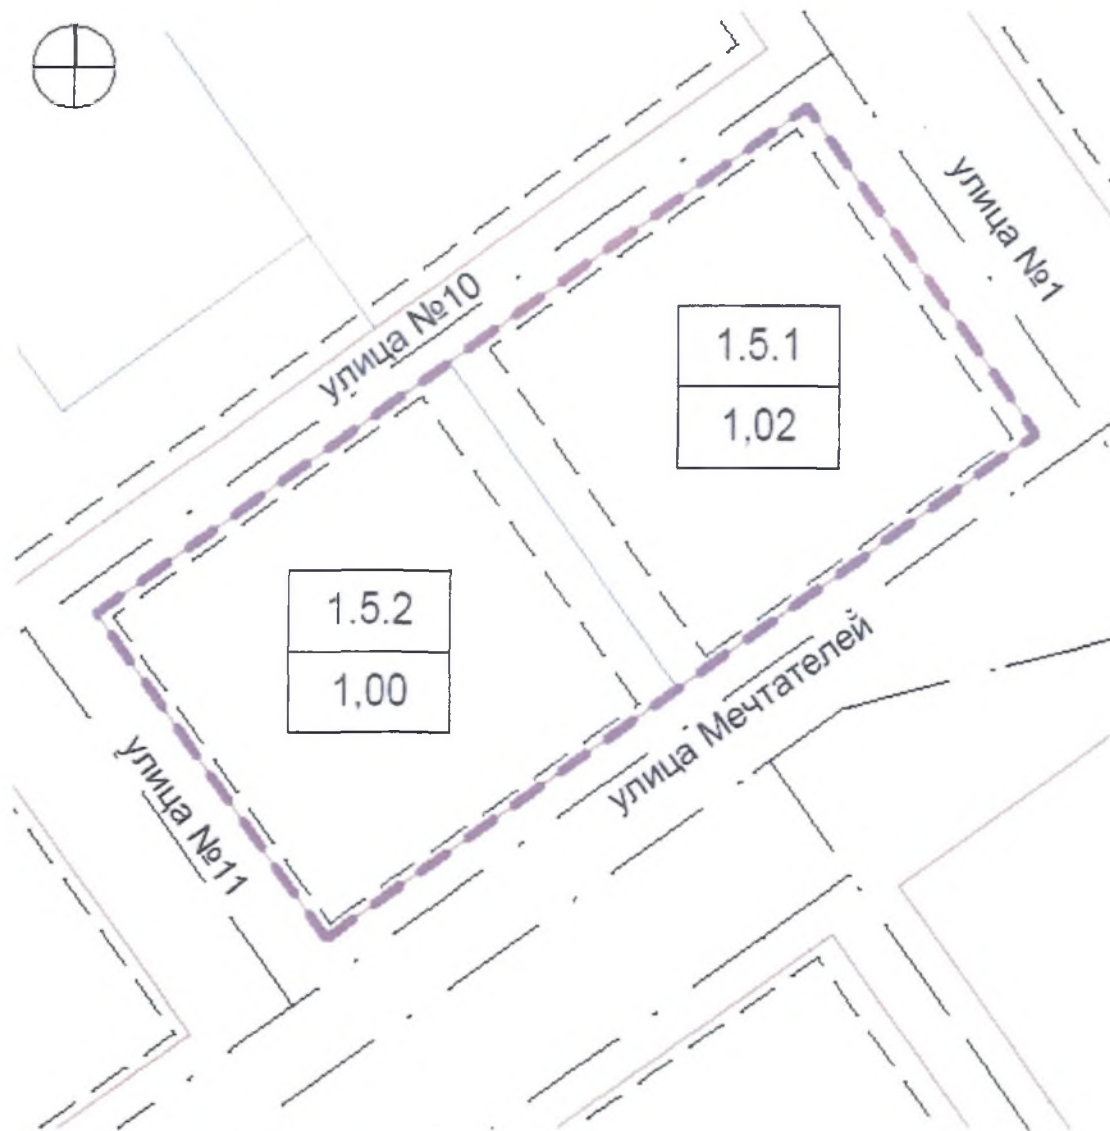 улица №1
улица №10
1.5.1
1,02
1.5.2
1,00
улица Мечтателей
улица №11